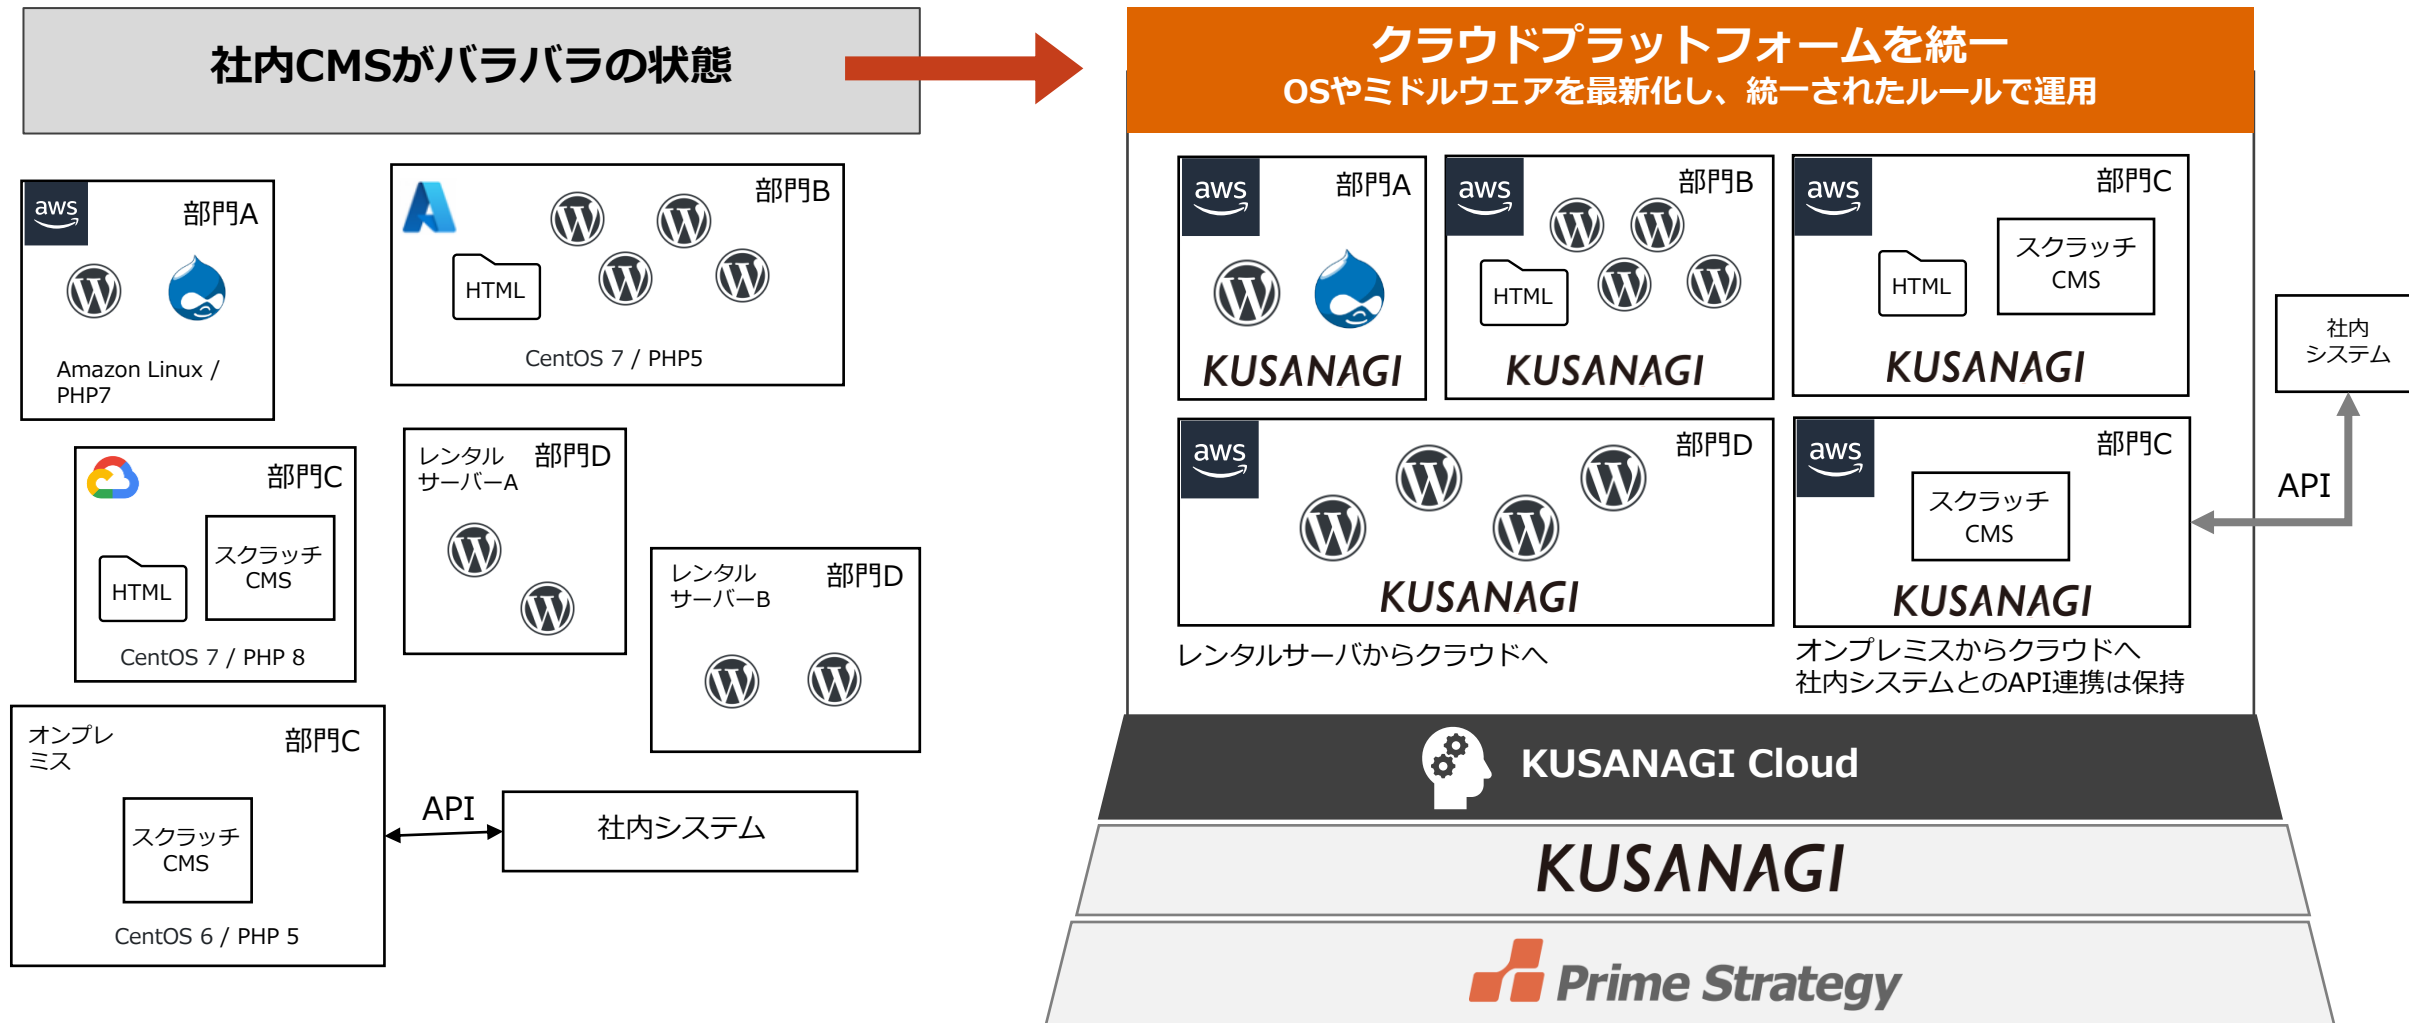 社内CMSがバラバラの状態
aws
部門A
Amazon Linux /
PHP7
部門B
HTML
CentOS 7 / PHP5
部門C
HTML
スクラッチ
CMS
CentOS 7 / PHP 8
レンタル
サーバーA
部門D
レンタル
サーバーB
部門D
オンプレ
ミス
部門C
スクラッチ
CMS
CentOS 6 / PHP 5
API
社内システム
クラウドプラットフォームを統一
OSやミドルウェアを最新化し、統一されたルールで運用
aws
部門A
KUSANAGI
aws
部門B
HTML
KUSANAGI
aws
部門C
HTML
スクラッチ
CMS
KUSANAGI
aws
部門D
KUSANAGI
レンタルサーバからクラウドへ
aws
部門C
スクラッチ
CMS
KUSANAGI
オンプレミスからクラウドへ
社内システムとのAPI連携は保持
社内
システム
API
KUSANAGI Cloud
KUSANAGI
Prime Strategy